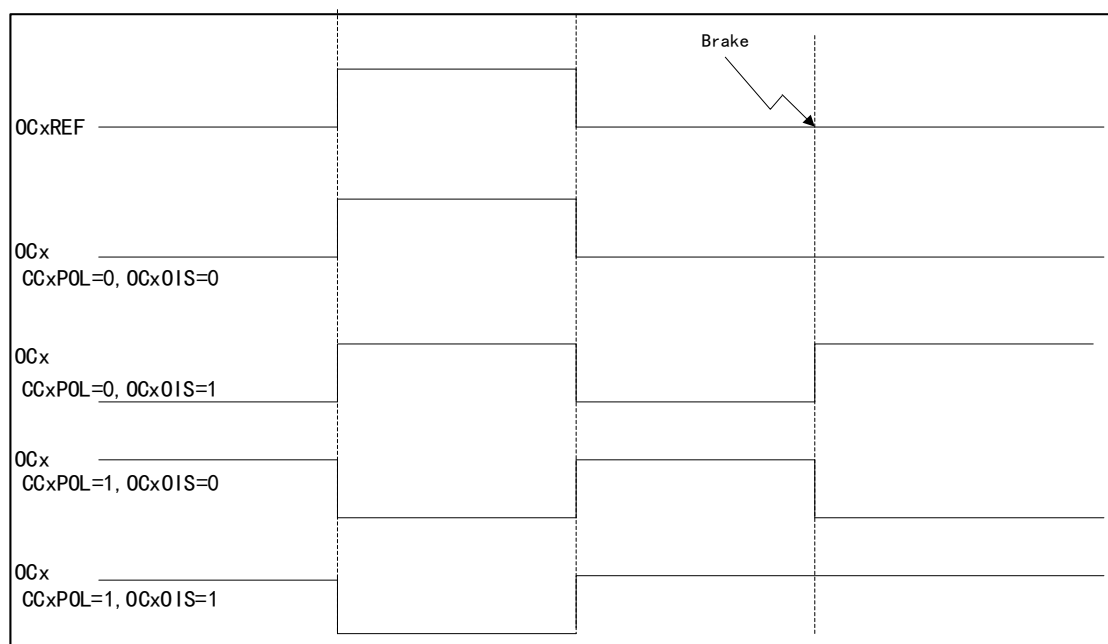 Brake
OCxREF
OCx
CCxPOL=0, OCxOIS=0
OCx
CCxPOL=0, OCxOIS=1
OCx
CCxPOL=1, OCxOIS=0
OCx
CCxPOL=1, OCxOIS=1